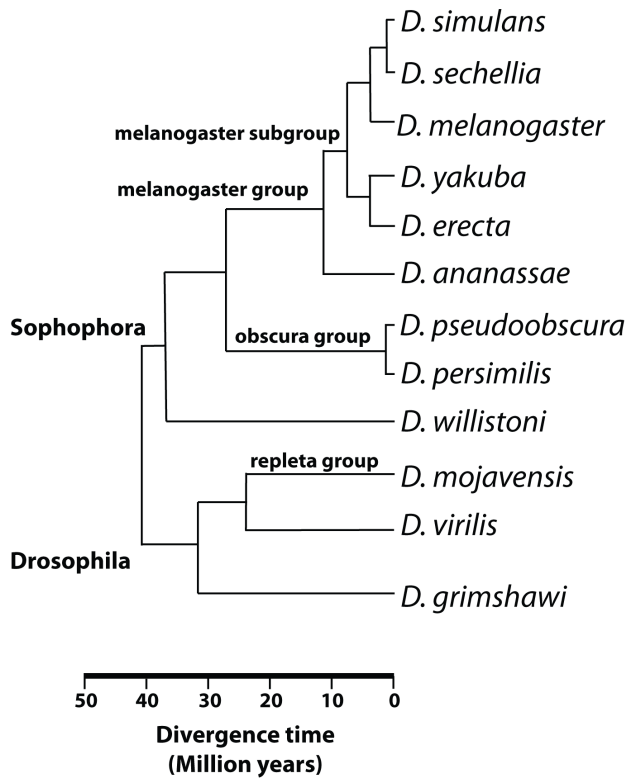 D. simulans
D. sechellia
D. melanogaster
melanogaster subgroup
D. yakuba
melanogaster group
D. erecta
D. ananassae
Sophophora
D. pseudoobscura
obscura group
D. persimilis
D. willistoni
repleta group
D. mojavensis
D. virilis
Drosophila
D. grimshawi
50 40 30 20 10 0
Divergence time
(Million years)